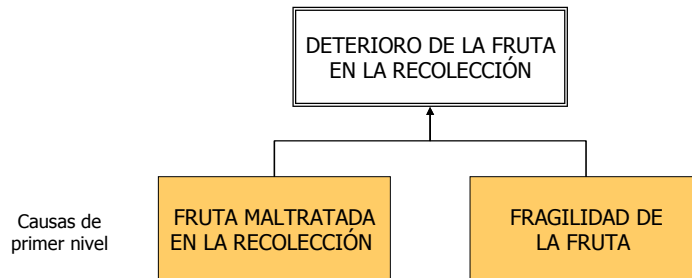 DETERIORO DE LA FRUTA
EN LA RECOLECCIÓN
Causas de
primer nivel
FRUTA MALTRATADA
EN LA RECOLECCIÓN
FRAGILIDAD DE
LA FRUTA